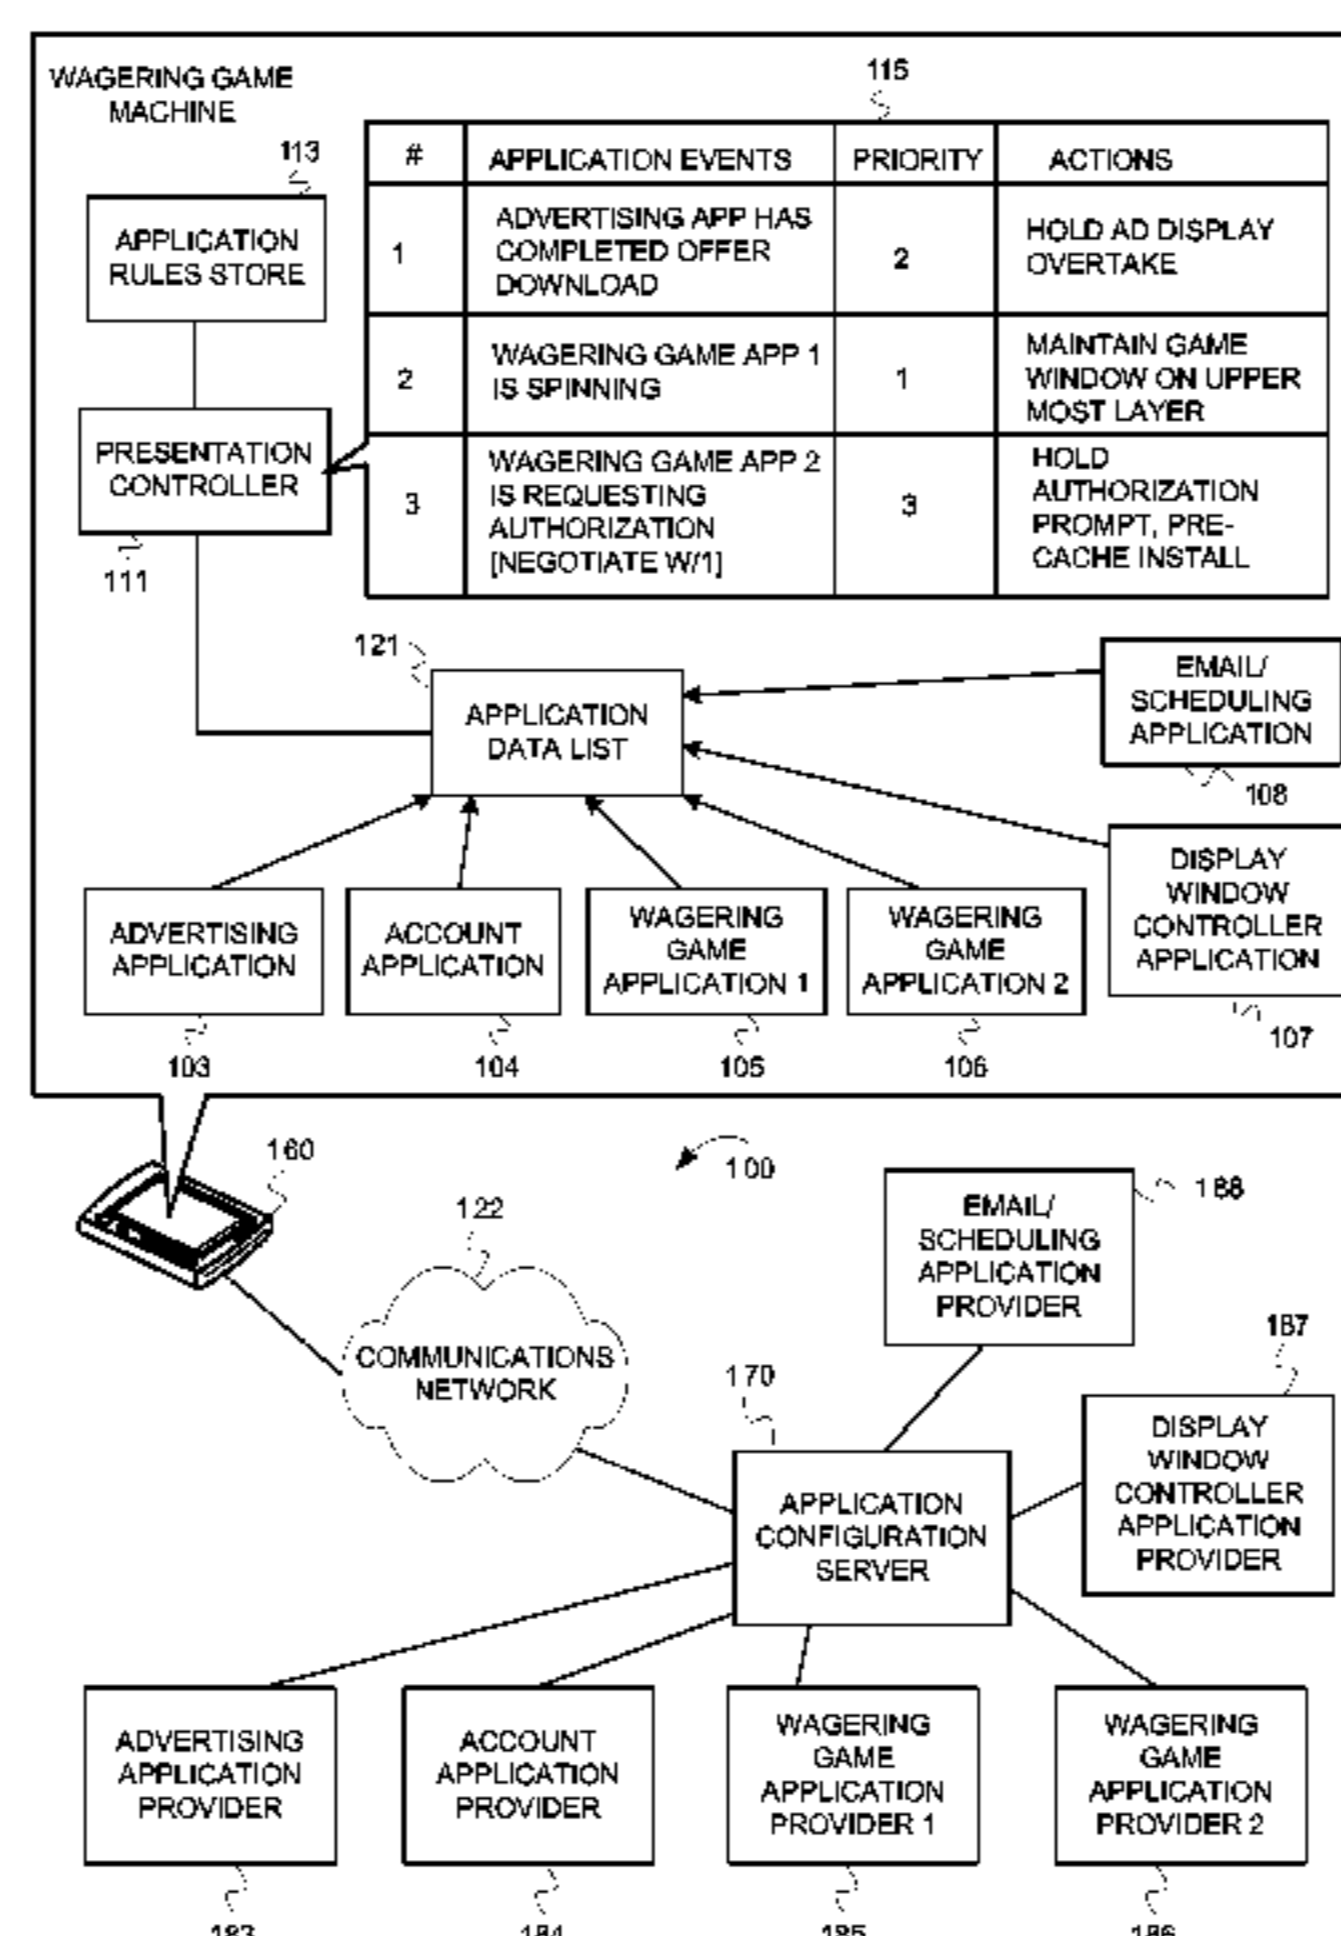 WAGERING GAME
MACHINE
115
113
# APPLICATION EVENTS PRIORITY ACTIONS
1
ADVERTISING APP HAS
COMPLETED OFFER
DOWNLOAD
2
HOLD AD DISPLAY
OVERTAKE
2
WAGERING GAME APP 1
IS SPINNING
1
MAINTAIN GAME
WINDOW ON UPPER
MOST LAYER
3
WAGERING GAME APP 2
IS REQUESTING
AUTHORIZATION
[NEGOTIATE W/1]
3
HOLD
AUTHORIZATION
PROMPT, PRE-
CACHE INSTALL
APPLICATION
RULES STORE
PRESENTATION
CONTROLLER
111
121
APPLICATION
DATA LIST
EMAIL/
SCHEDULING
APPLICATION
108
DISPLAY
WINDOW
CONTROLLER
APPLICATION
107
ADVERTISING
APPLICATION
103
ACCOUNT
APPLICATION
104
WAGERING
GAME
APPLICATION 1
105
WAGERING
GAME
APPLICATION 2
106
160
100
122
COMMUNICATIONS
NETWORK
EMAIL/
SCHEDULING
APPLICATION
PROVIDER
188
187
DISPLAY
WINDOW
CONTROLLER
APPLICATION
PROVIDER
170
APPLICATION
CONFIGURATION
SERVER
ADVERTISING
APPLICATION
PROVIDER
183
ACCOUNT
APPLICATION
PROVIDER
184
WAGERING
GAME
APPLICATION
PROVIDER 1
185
WAGERING
GAME
APPLICATION
PROVIDER 2
186